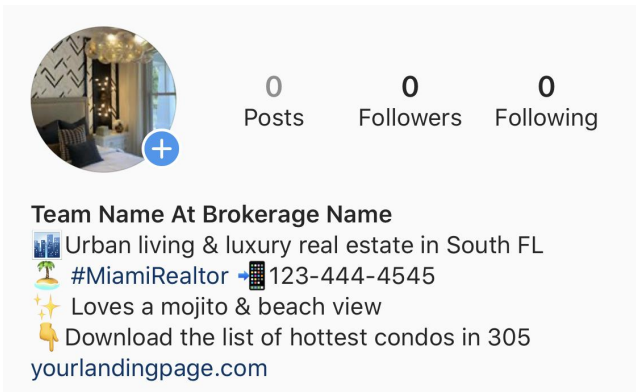 0 0 0
Posts Followers Following
Team Name At Brokerage Name
🏙️Urban living & luxury real estate in South FL
🏝️ #MiamiRealtor 📲123-444-4545
✨ Loves a mojito & beach view
👇Download the list of hottest condos in 305
yourlandingpage.com